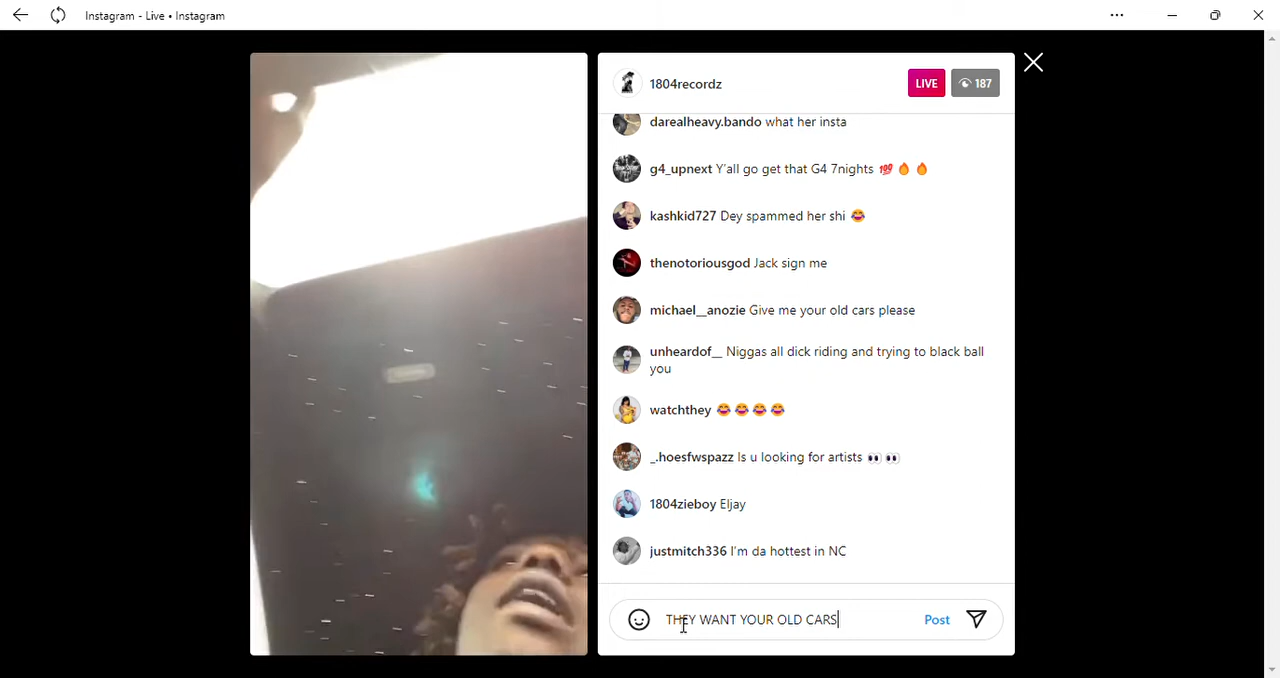 Instagram - Live • Instagram
1804recordz
LIVE
187
darealheavy.bando what her insta
g4_upnext Y'all go get that G4 7nights 💯 🔥 🔥
kashkid727 Dey spammed her shi 😂
thenotoriousgod Jack sign me
michael__anozie Give me your old cars please
unheardof__ Niggas all dick riding and trying to black ball
you
watchthey 😂 😂 😂 😂
_.hoesfwspazz Is u looking for artists 👀 👀
1804zieboy Eljay
justmitch336 I'm da hottest in NC
THEY WANT YOUR OLD CARS
Post